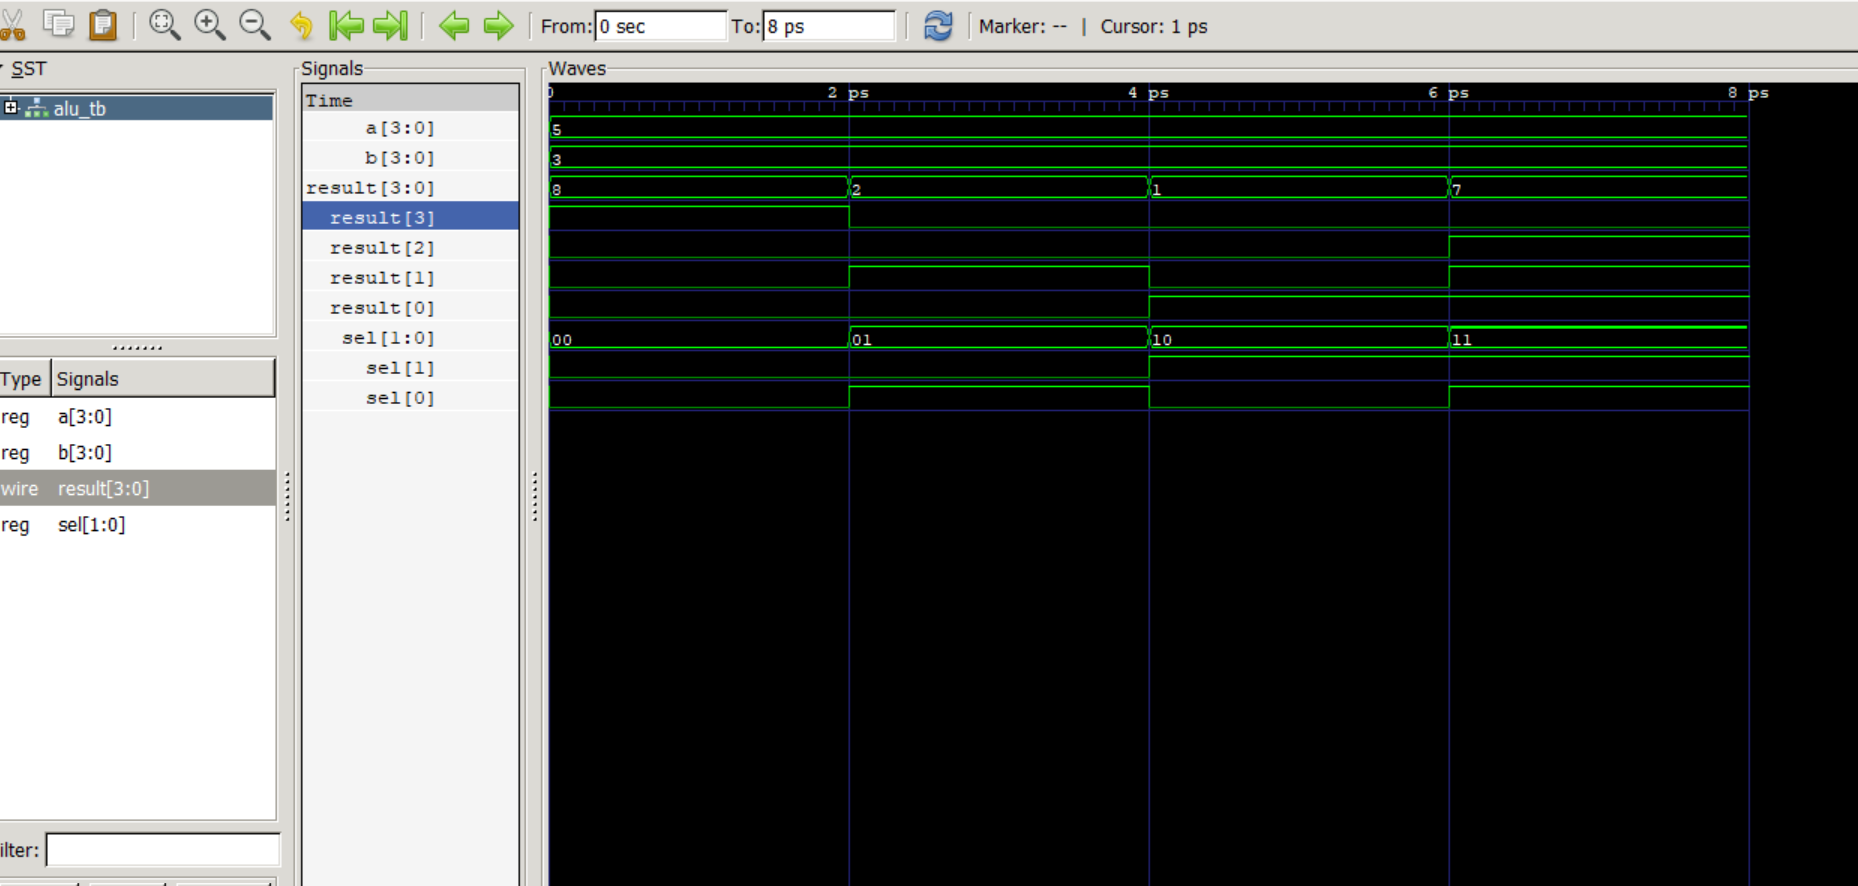 From: 0 sec To: 8 ps Marker: -- | Cursor: 1 ps
SST
alu_tb
Type Signals
reg a[3:0]
reg b[3:0]
wire result[3:0]
reg sel[1:0]
Signals
Time
a[3:0]
b[3:0]
result[3:0]
result[3]
result[2]
result[1]
result[0]
sel[1:0]
sel[1]
sel[0]
Waves
0 2 ps 4 ps 6 ps 8 ps
5
3
8 2 1 7
00 01 10 11